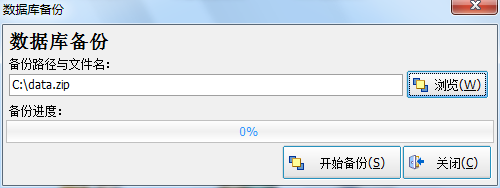 数据库备份
数据库备份
备份路径与文件名：
C:\data.zip
浏览(W)
备份进度：
0%
开始备份(S)
关闭(C)